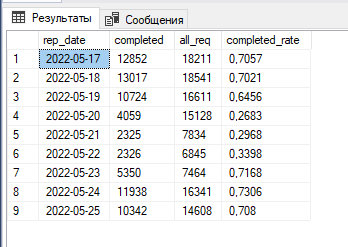 Результаты Сообщения
rep_date completed all_req completed_rate
1 2022-05-17 12852 18211 0,7057
2 2022-05-18 13017 18541 0,7021
3 2022-05-19 10724 16611 0,6456
4 2022-05-20 4059 15128 0,2683
5 2022-05-21 2325 7834 0,2968
6 2022-05-22 2326 6845 0,3398
7 2022-05-23 5350 7464 0,7168
8 2022-05-24 11938 16341 0,7306
9 2022-05-25 10342 14608 0,708